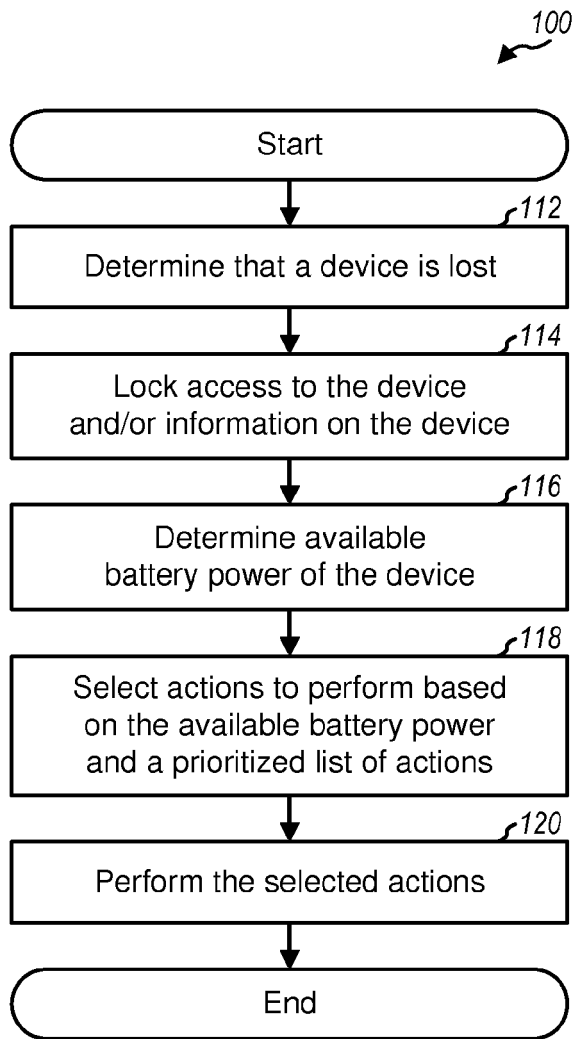 100
Start
112
Determine that a device is lost
114
Lock access to the device
and/or information on the device
116
Determine available
battery power of the device
118
Select actions to perform based
on the available battery power
and a prioritized list of actions
120
Perform the selected actions
End